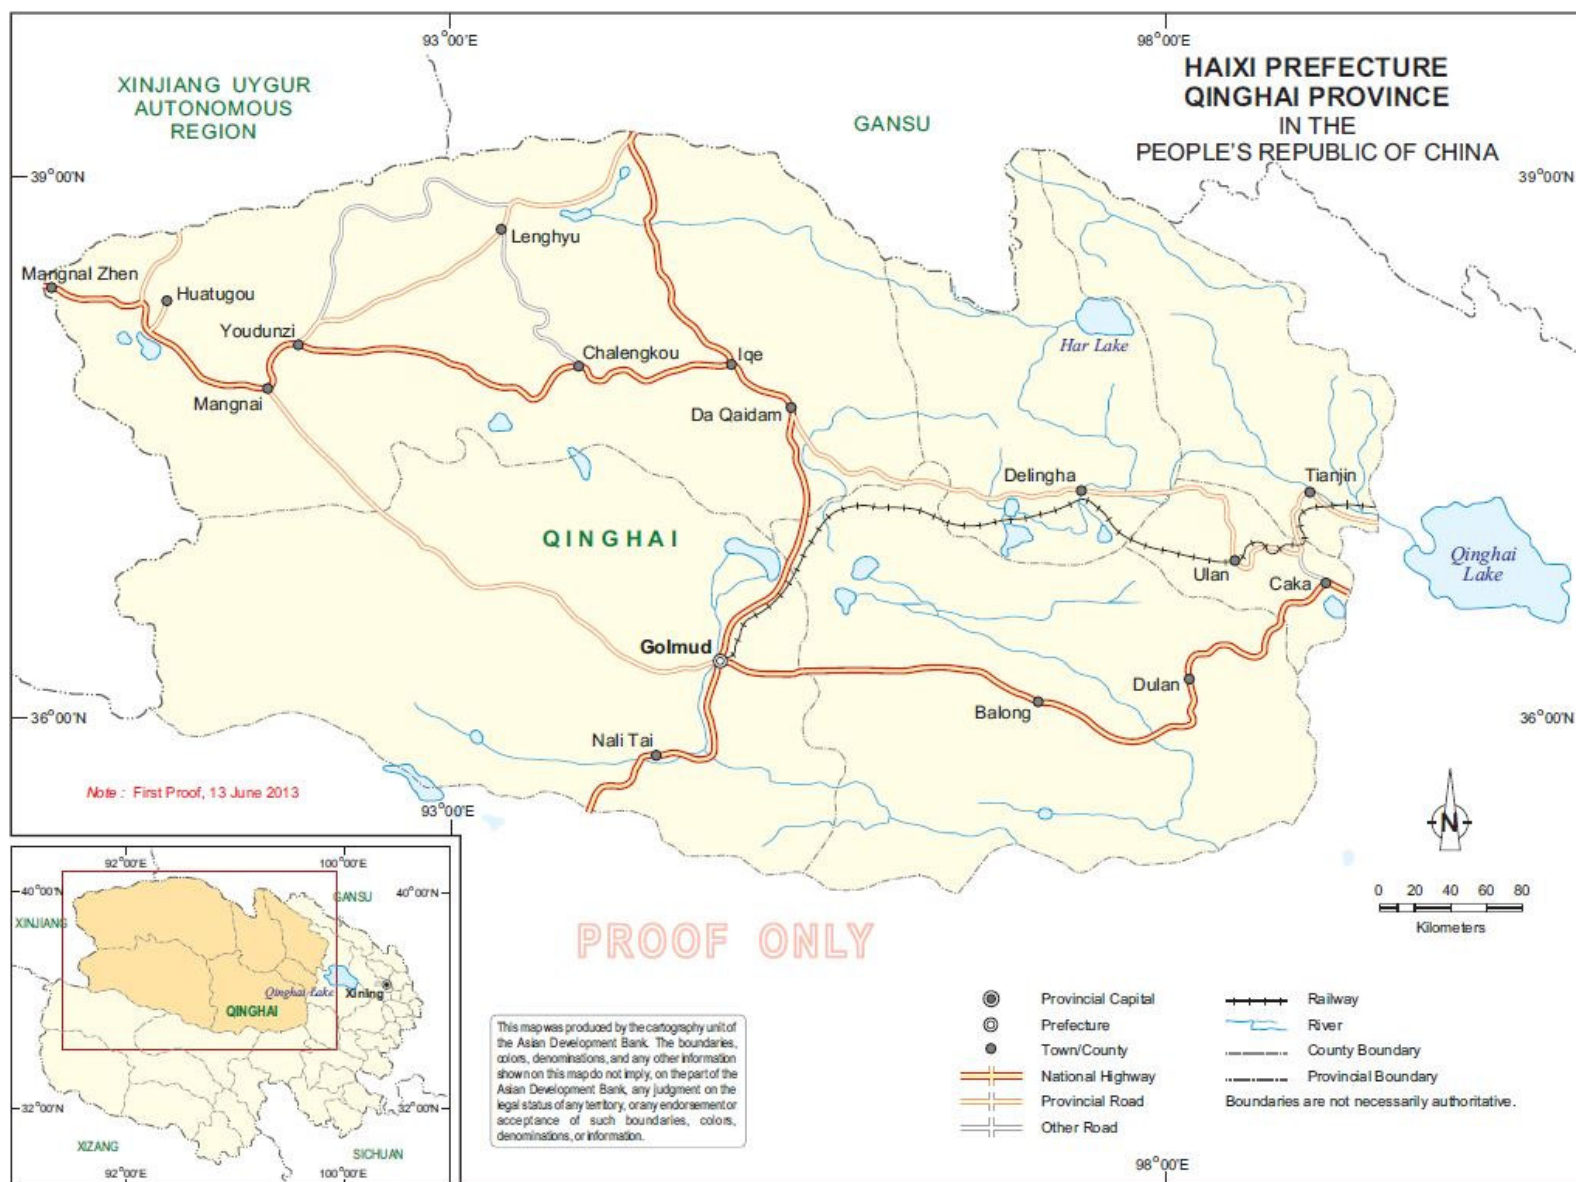 93°00'E
98°00'E
HAIXI PREFECTURE
QINGHAI PROVINCE
IN THE
PEOPLE'S REPUBLIC OF CHINA
XINJIANG UYGUR
AUTONOMOUS
REGION
GANSU
39°00'N
39°00'N
Lenghyu
Mangnal Zhen
Huatugou
Youdunzi
Har Lake
Chalengkou
Iqe
Mangnai
Da Qaidam
Delingha
Tianjin
QINGHAI
Qinghai
Lake
Ulan
Caka
Golmud
Dulan
Balong
36°00'N
36°00'N
Nali Tai
Note : First Proof, 13 June 2013
93°00'E
N
92°00'E
100°00'E
40°00'N
40°00'N
GANSU
XINJIANG
Qinghai Lake
Xining
QINGHAI
32°00'N
32°00'N
XIZANG
SICHUAN
92°00'E
100°00'E
0 20 40 60 80
Kilometers
PROOF ONLY
This map was produced by the cartography unit of
the Asian Development Bank. The boundaries,
colors, denominations, and any other information
shown on this map do not imply, on the part of the
Asian Development Bank, any judgment on the
legal status of any territory, or any endorsement or
acceptance of such boundaries, colors,
denominations, or information.
Provincial Capital
Prefecture
Town/County
National Highway
Provincial Road
Other Road
Railway
River
County Boundary
Provincial Boundary
Boundaries are not necessarily authoritative.
98°00'E